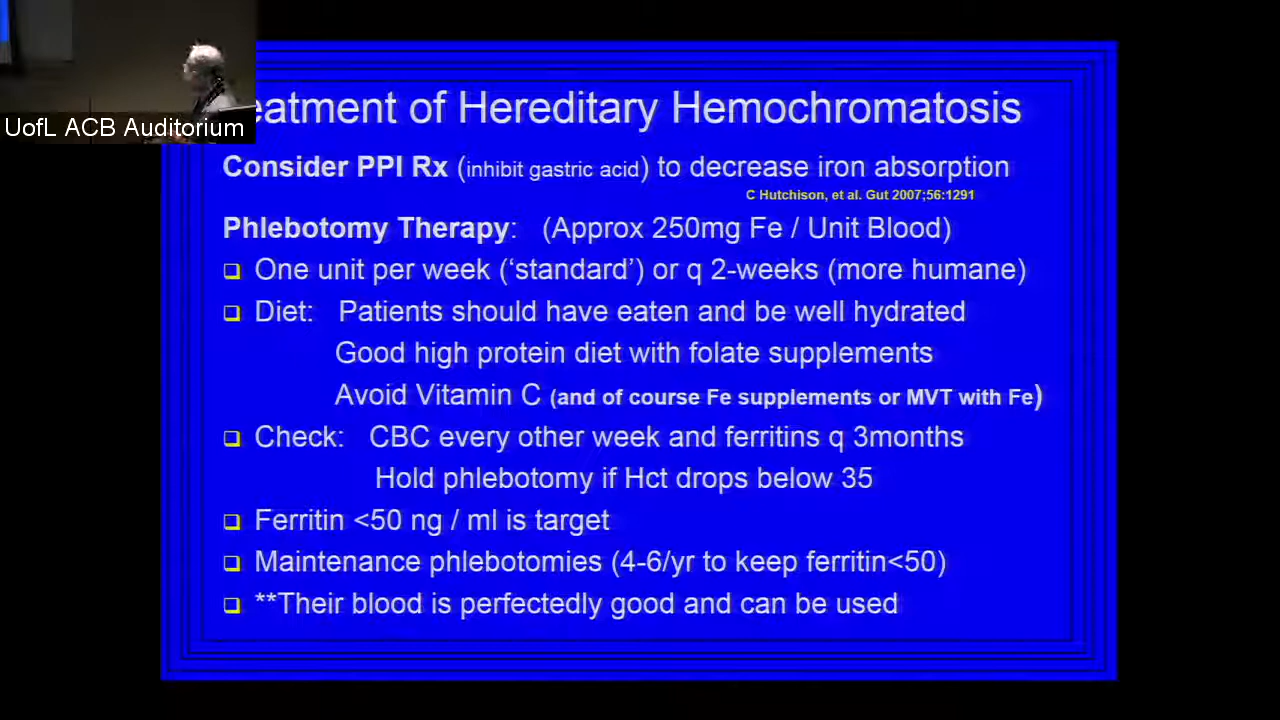 UofL ACB Auditorium
eatment of Hereditary Hemochromatosis
Consider PPI Rx (inhibit gastric acid) to decrease iron absorption
C Hutchison, et al. Gut 2007;56:1291
Phlebotomy Therapy: (Approx 250mg Fe / Unit Blood)
One unit per week (‘standard’) or q 2-weeks (more humane)
Diet: Patients should have eaten and be well hydrated
Good high protein diet with folate supplements
Avoid Vitamin C (and of course Fe supplements or MVT with Fe)
Check: CBC every other week and ferritins q 3months
Hold phlebotomy if Hct drops below 35
Ferritin <50 ng / ml is target
Maintenance phlebotomies (4-6/yr to keep ferritin<50)
**Their blood is perfectedly good and can be used